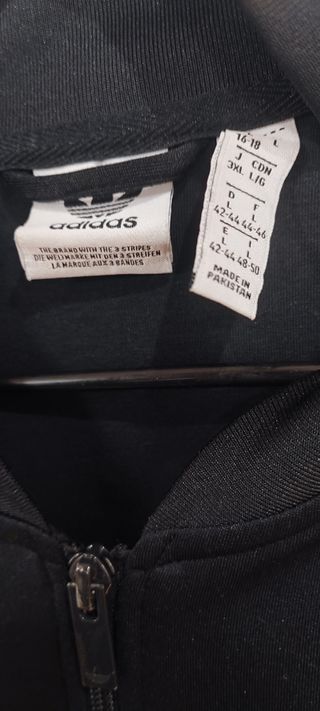 adidas
THE BRAND WITH THE 3 STRIPES
DIE WELTMARKE MIT DEN 3 STREIFEN
LA MARQUE AUX 3 BANDES
16-18 L
J CDN
3XL L/G
D F
L L
42-44 44-46
E I
L L
42-44 48-50
MADE IN
PAKISTAN